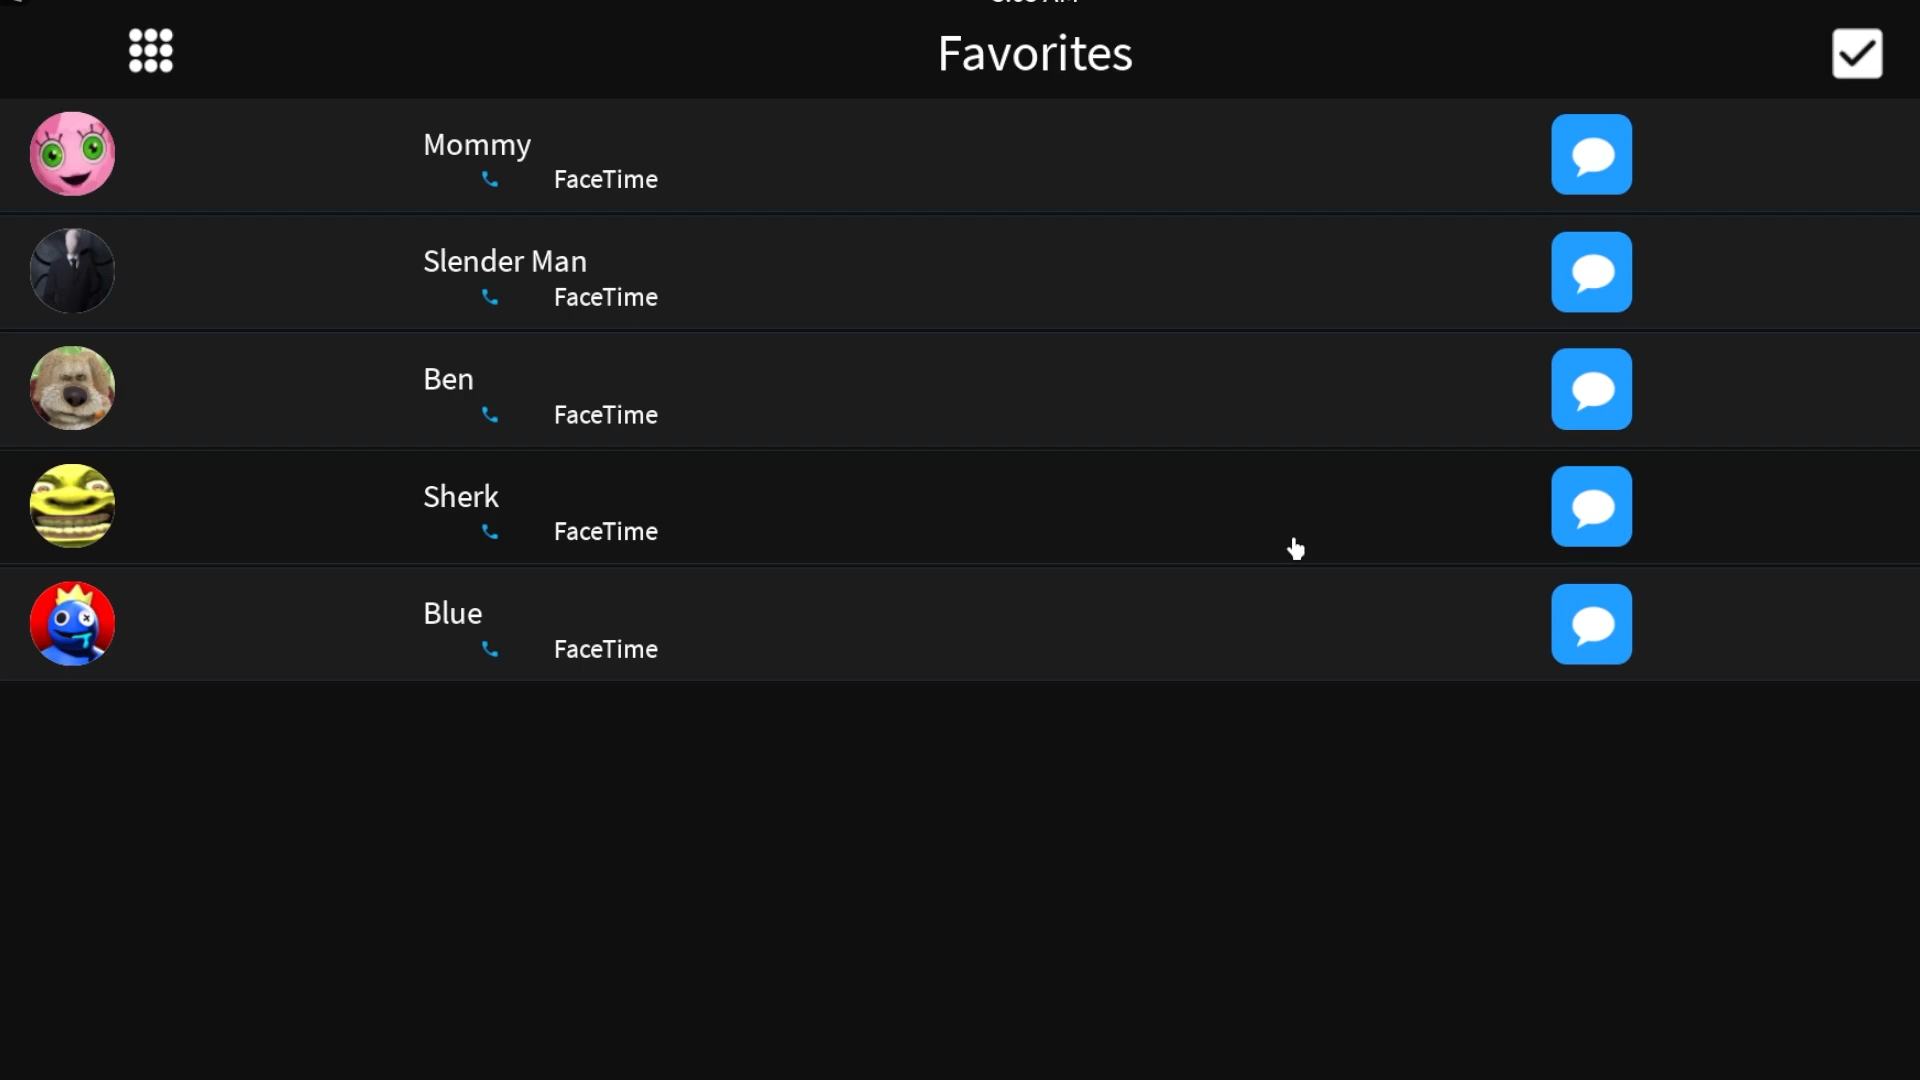 Favorites
Mommy
FaceTime
Slender Man
FaceTime
Ben
FaceTime
Sherk
FaceTime
Blue
FaceTime